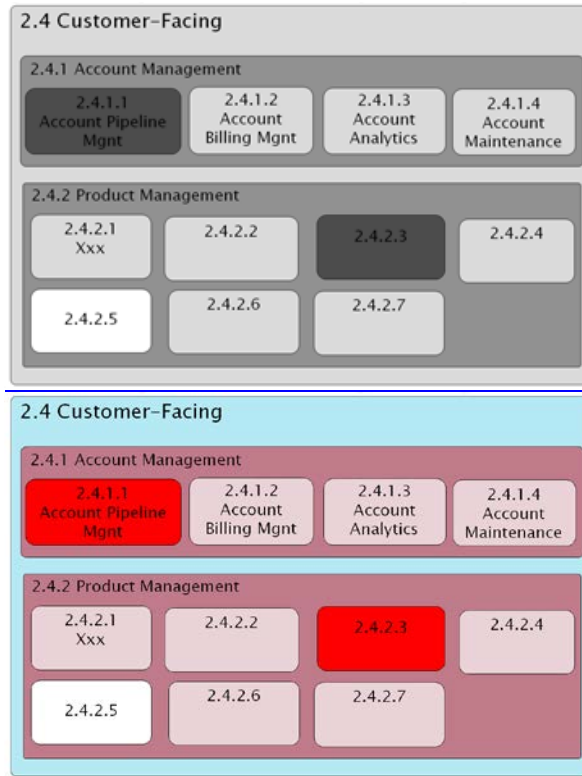 2.4 Customer-Facing
2.4.1 Account Management
2.4.1.1
Account Pipeline
Mgnt
2.4.1.2
Account
Billing Mgnt
2.4.1.3
Account
Analytics
2.4.1.4
Account
Maintenance
2.4.2 Product Management
2.4.2.1
Xxx
2.4.2.2
2.4.2.3
2.4.2.4
2.4.2.5
2.4.2.6
2.4.2.7
2.4 Customer-Facing
2.4.1 Account Management
2.4.1.1
Account Pipeline
Mgnt
2.4.1.2
Account
Billing Mgnt
2.4.1.3
Account
Analytics
2.4.1.4
Account
Maintenance
2.4.2 Product Management
2.4.2.1
Xxx
2.4.2.2
2.4.2.3
2.4.2.4
2.4.2.5
2.4.2.6
2.4.2.7